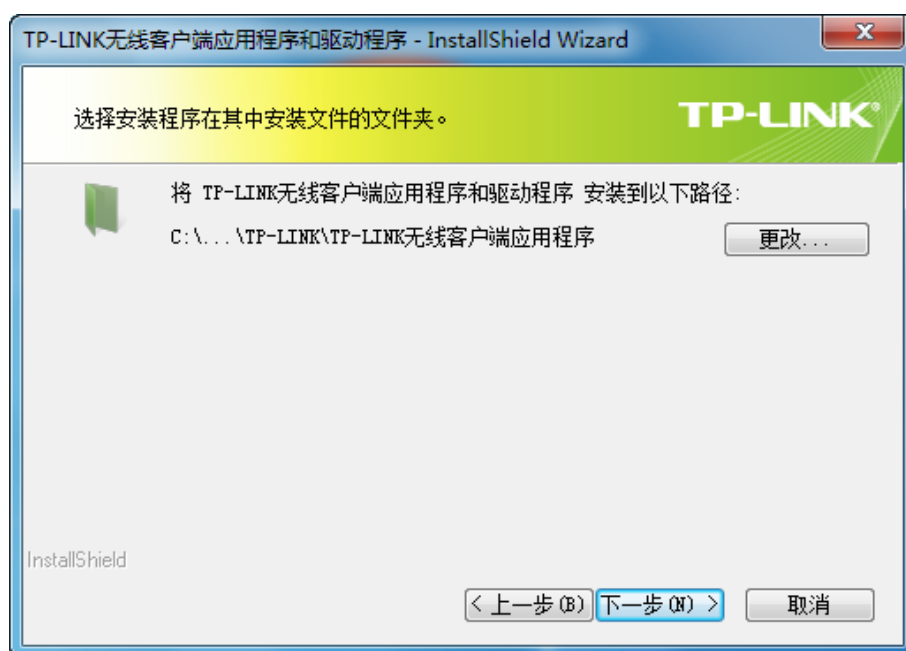 TP-LINK无线客户端应用程序和驱动程序 - InstallShield Wizard
选择安装程序在其中安装文件的文件夹。
TP-LINK®
将 TP-LINK无线客户端应用程序和驱动程序 安装到以下路径:
C:\...\TP-LINK\TP-LINK无线客户端应用程序
更改...
InstallShield
< 上一步(B) 下一步(N) > 取消